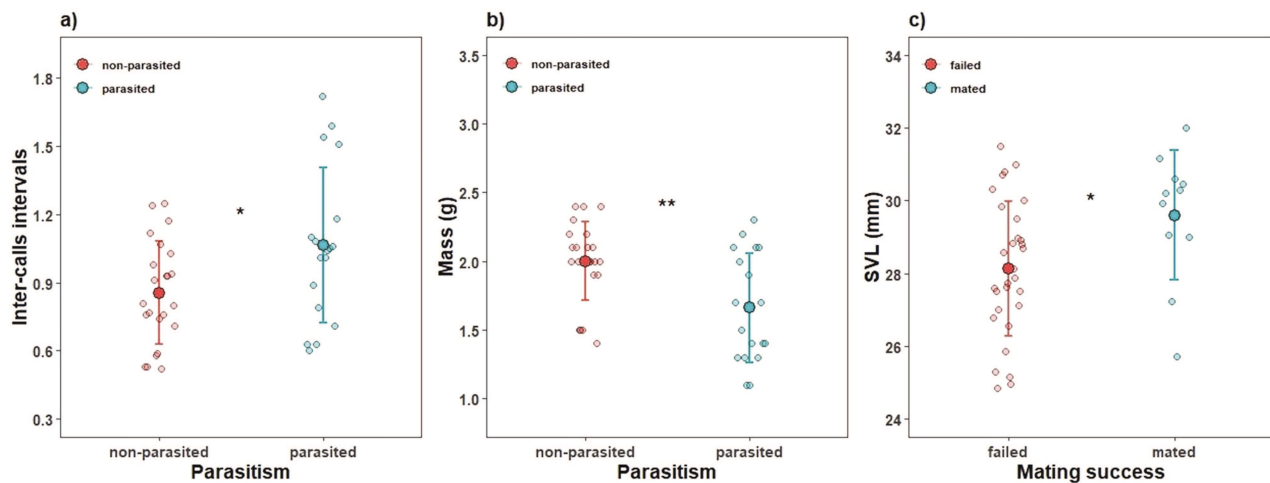 a)
Inter-calls intervals
1.8
1.5
1.2
0.9
0.6
0.3
non-parasited
parasited
*
non-parasited parasited
Parasitism
b)
Mass (g)
3.5
3.0
2.5
2.0
1.5
1.0
non-parasited
parasited
**
non-parasited parasited
Parasitism
c)
SVL (mm)
34
32
30
28
26
24
failed
mated
*
failed mated
Mating success